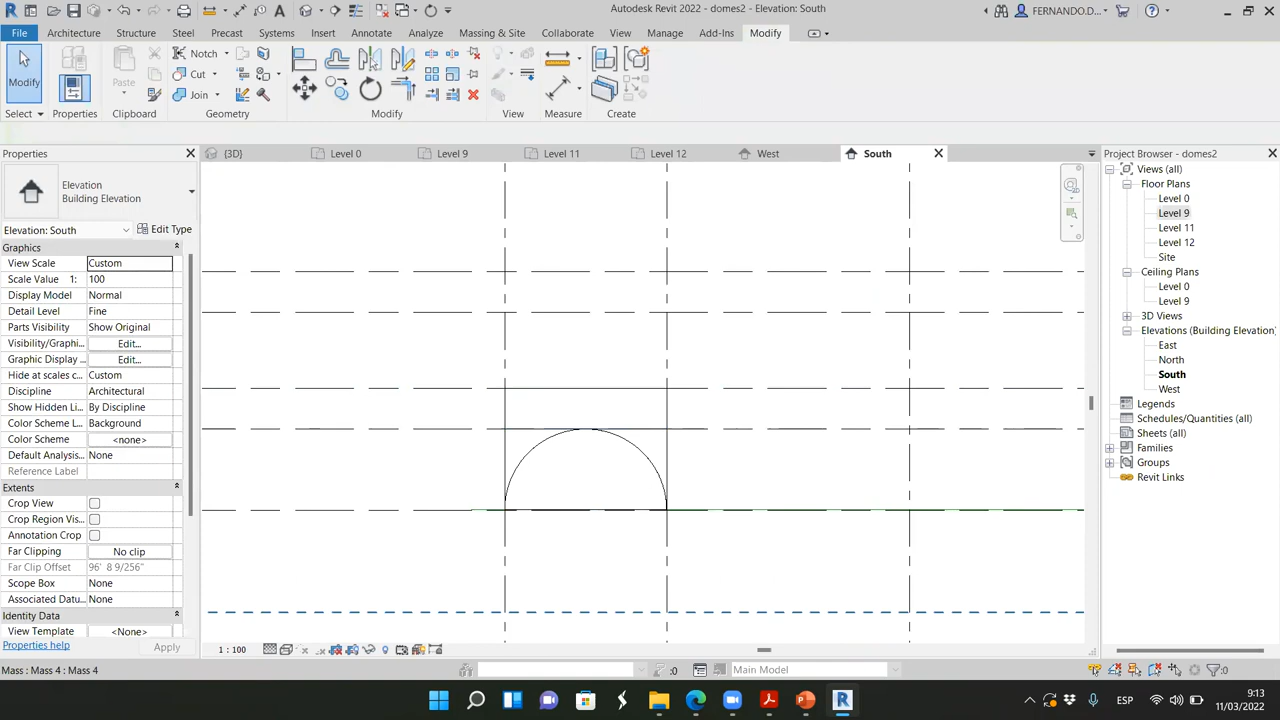 Autodesk Revit 2022 - domes2 - Elevation: South
FERNANDO.D...
File Architecture Structure Steel Precast Systems Insert Annotate Analyze Massing & Site Collaborate View Manage Add-Ins Modify
Modify
Paste
Notch
Cut
Join
Select Properties Clipboard Geometry Modify View Measure Create
Properties
{3D} Level 0 Level 9 Level 11 Level 12 West South
Elevation
Building Elevation
Elevation: South
Edit Type
Graphics
View Scale Custom
Scale Value 1: 100
Display Model Normal
Detail Level Fine
Parts Visibility Show Original
Visibility/Graphi... Edit...
Graphic Display ... Edit...
Hide at scales c... Custom
Discipline Architectural
Show Hidden Li... By Discipline
Color Scheme L... Background
Color Scheme <none>
Default Analysis... None
Reference Label
Extents
Crop View
Crop Region Vis...
Annotation Crop
Far Clipping No clip
Far Clip Offset 96' 8 9/256"
Scope Box None
Associated Datu... None
Identity Data
View Template <None>
Properties help
Apply
Project Browser - domes2
Views (all)
Floor Plans
Level 0
Level 9
Level 11
Level 12
Site
Ceiling Plans
Level 0
Level 9
3D Views
Elevations (Building Elevation)
East
North
South
West
Legends
Schedules/Quantities (all)
Sheets (all)
Families
Groups
Revit Links
1 : 100
Mass : Mass 4 : Mass 4
:0
Main Model
:0
ESP
9:13
11/03/2022